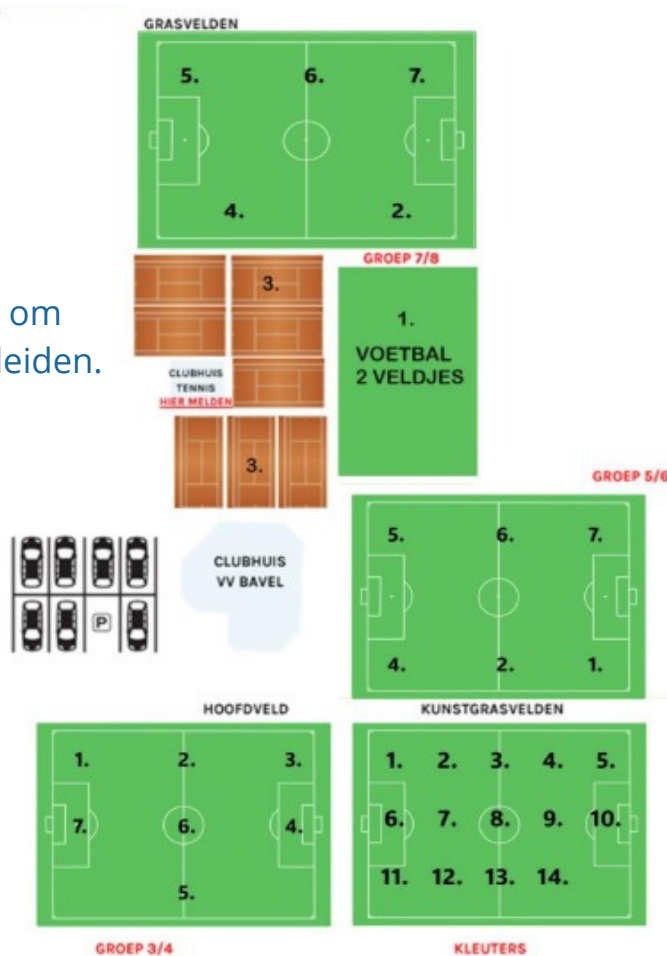 GRASVELDEN
5. 6. 7.
4. 2.
GROEP 7/8
om
leiden.
3.
1.
VOETBAL
2 VELDJES
CLUBHUIS
TENNIS
HIER MELDEN
3.
GROEP 5/6
5. 6. 7.
4. 2. 1.
CLUBHUIS
VV BAVEL
P
HOOFDVELD
KUNSTGRASVELDEN
1. 2. 3.
7. 6. 4.
5.
GROEP 3/4
1. 2. 3. 4. 5.
6. 7. 8. 9. 10.
11. 12. 13. 14.
KLEUTERS